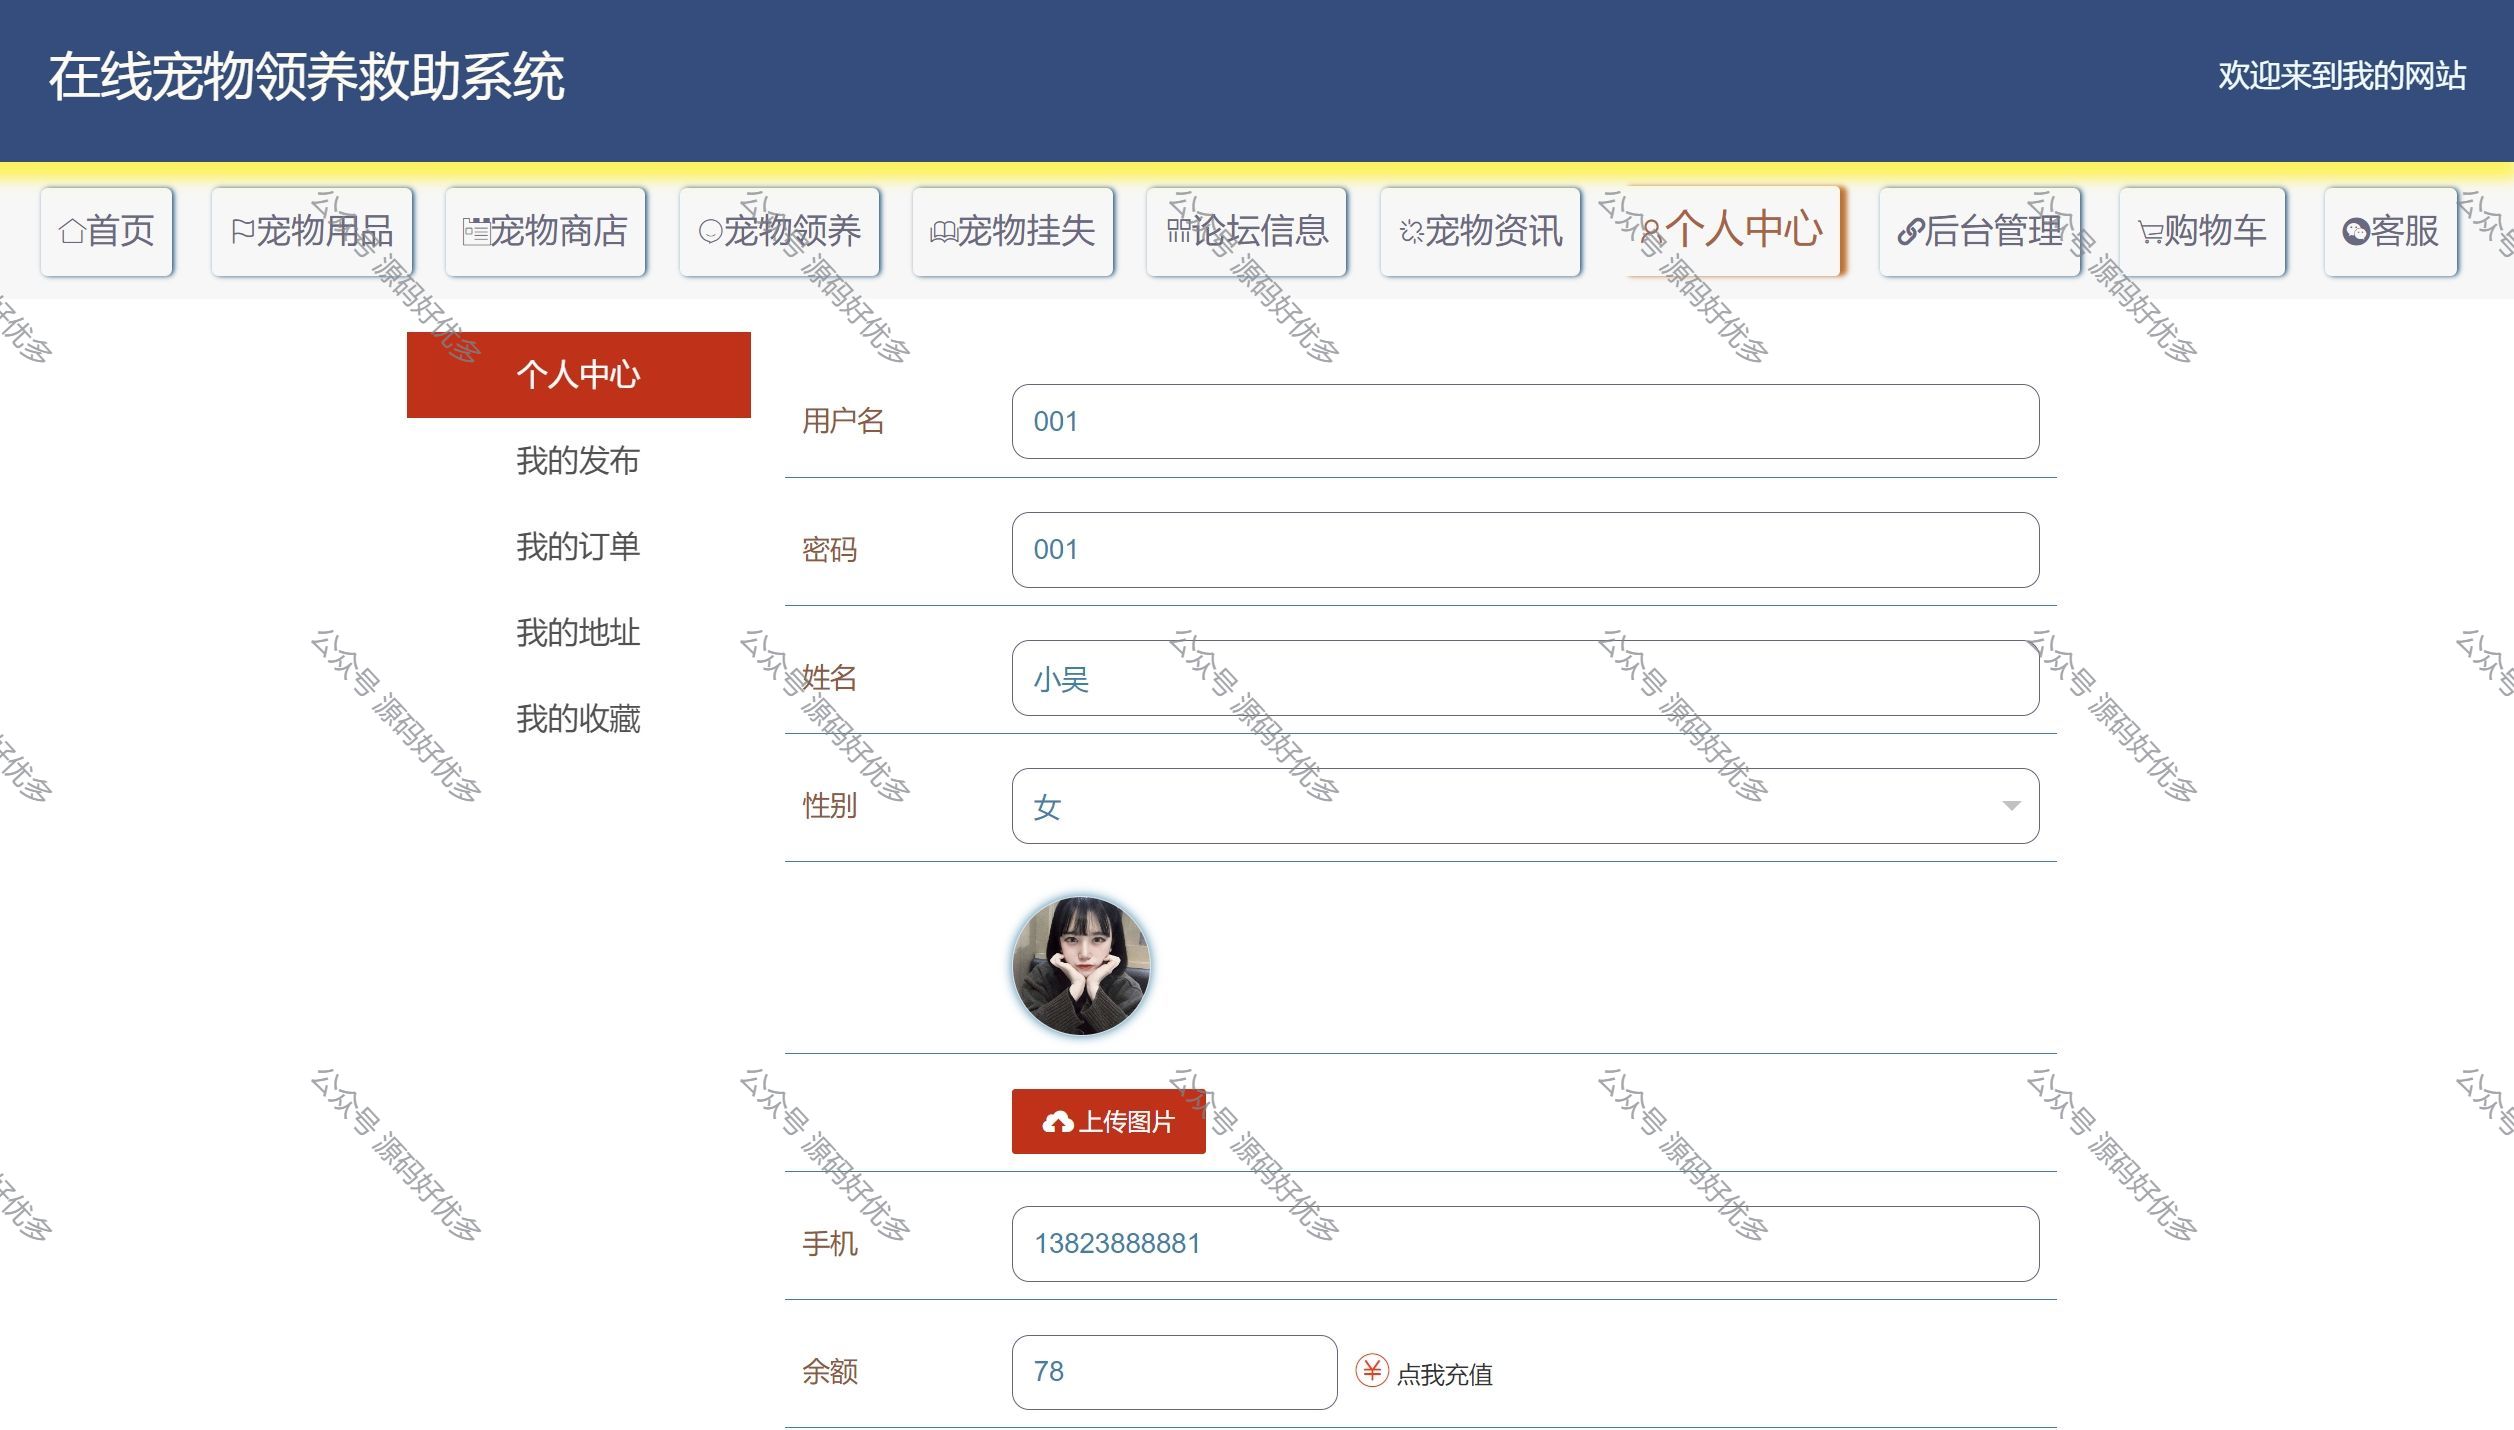 在线宠物领养救助系统
欢迎来到我的网站
首页 宠物用品 宠物商店 宠物领养 宠物挂失 论坛信息 宠物资讯 个人中心 后台管理 购物车 客服
个人中心
我的发布
我的订单
我的地址
我的收藏
用户名 001
密码 001
姓名 小吴
性别 女
上传图片
手机 13823888881
余额 78 点我充值
公众号 源码好优多